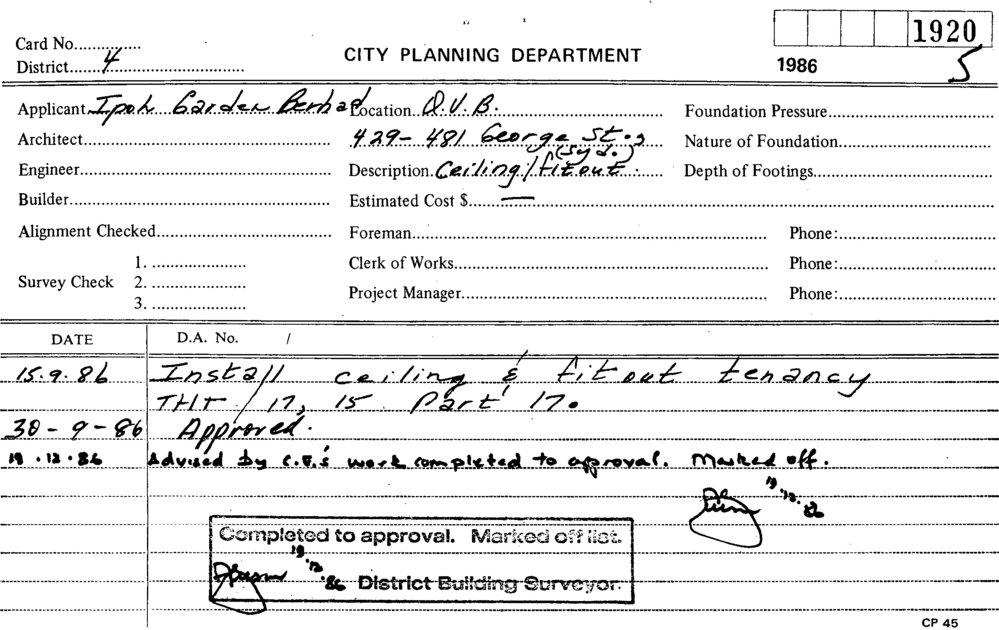 Card No.
District 4
CITY PLANNING DEPARTMENT
1920
1986 5
Applicant Ipoh Garden Berhad Location Q.V.B. Foundation Pressure
Architect 429-481 George St., Nature of Foundation
(Syd.)
Engineer Description Ceiling/fitout. Depth of Footings
Builder Estimated Cost $ —
Alignment Checked Foreman Phone:
Survey Check 1. Clerk of Works Phone:
2.
3. Project Manager Phone:
DATE D.A. No. /
15.9.86 Install ceiling & fitout tenancy
THT / 17, 15 Part 17.
30-9-86 Approved.
19.12.86 Advised by C.F.'s work completed to approval. Marked off.
19.12.86
Completed to approval. Marked off list.
19.12.86 District Building Surveyor.
CP 45